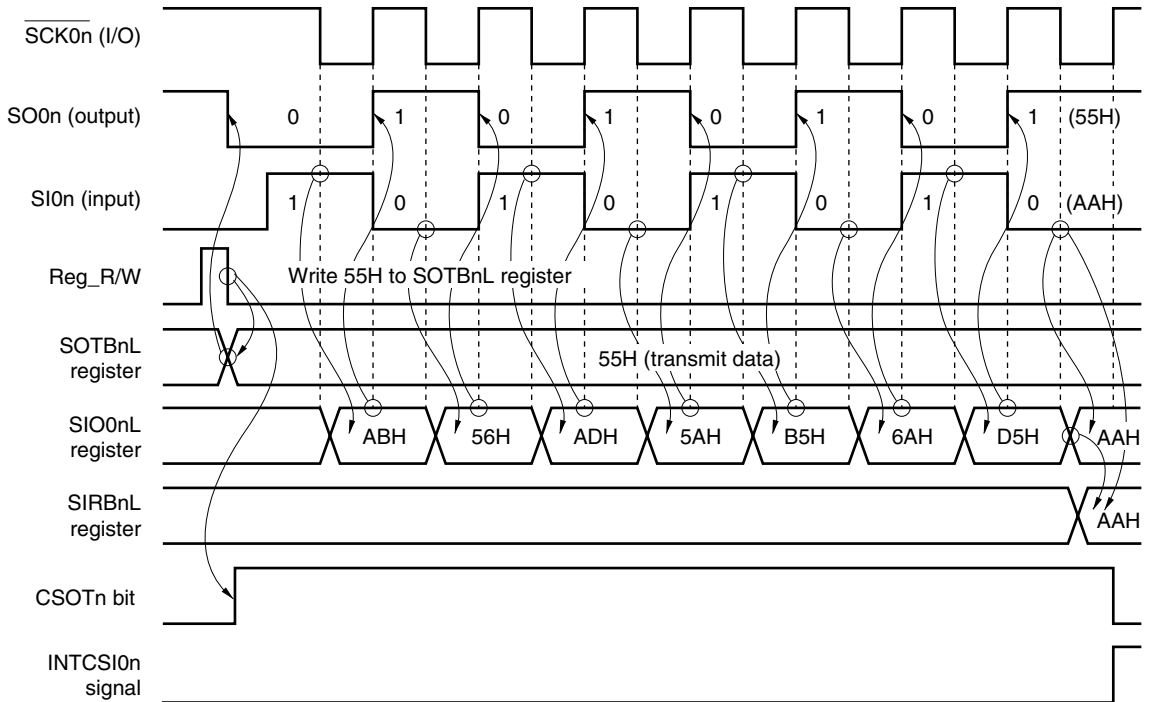 SCK0n (I/O)
SO0n (output) 0 1 0 1 0 1 0 1 (55H)
SI0n (input) 1 0 1 0 1 0 1 0 (AAH)
Reg_R/W Write 55H to SOTBnL register
SOTBnL
register
55H (transmit data)
SIO0nL
register
ABH 56H ADH 5AH B5H 6AH D5H AAH
SIRBnL
register
AAH
CSOTn bit
INTCSI0n
signal